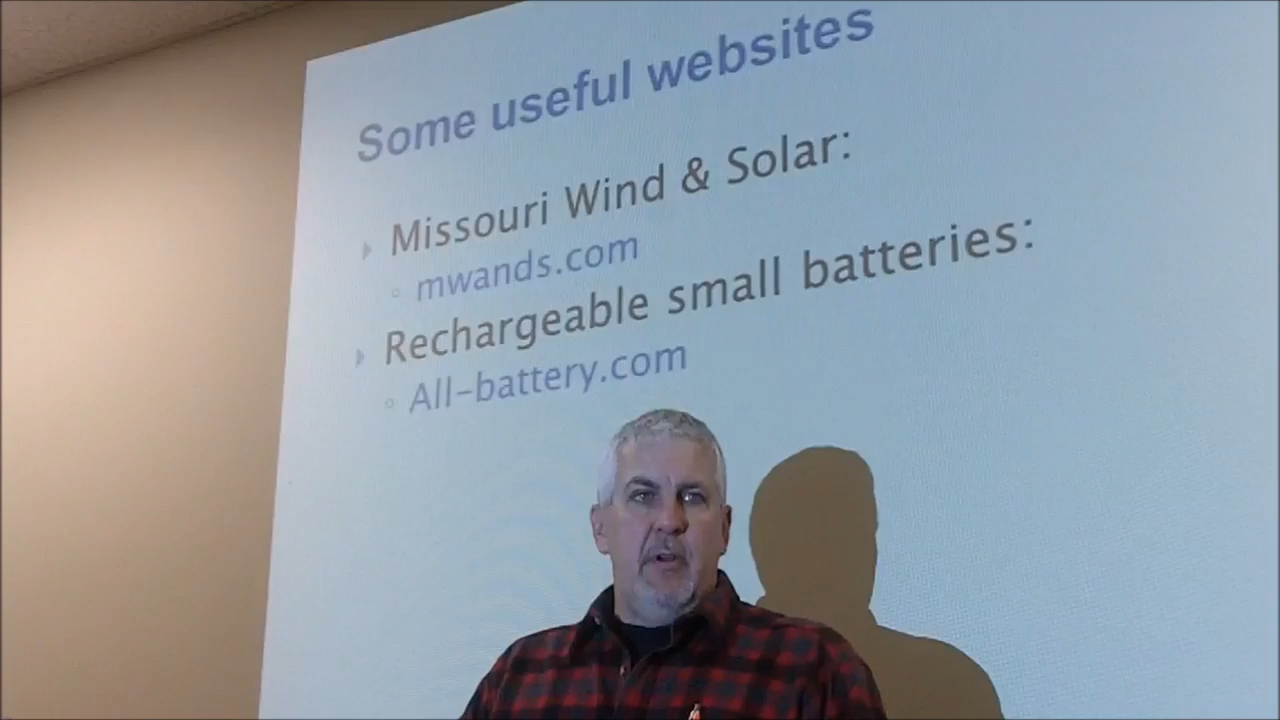 Some useful websites
Missouri Wind & Solar:
mwands.com
Rechargeable small batteries:
All-battery.com